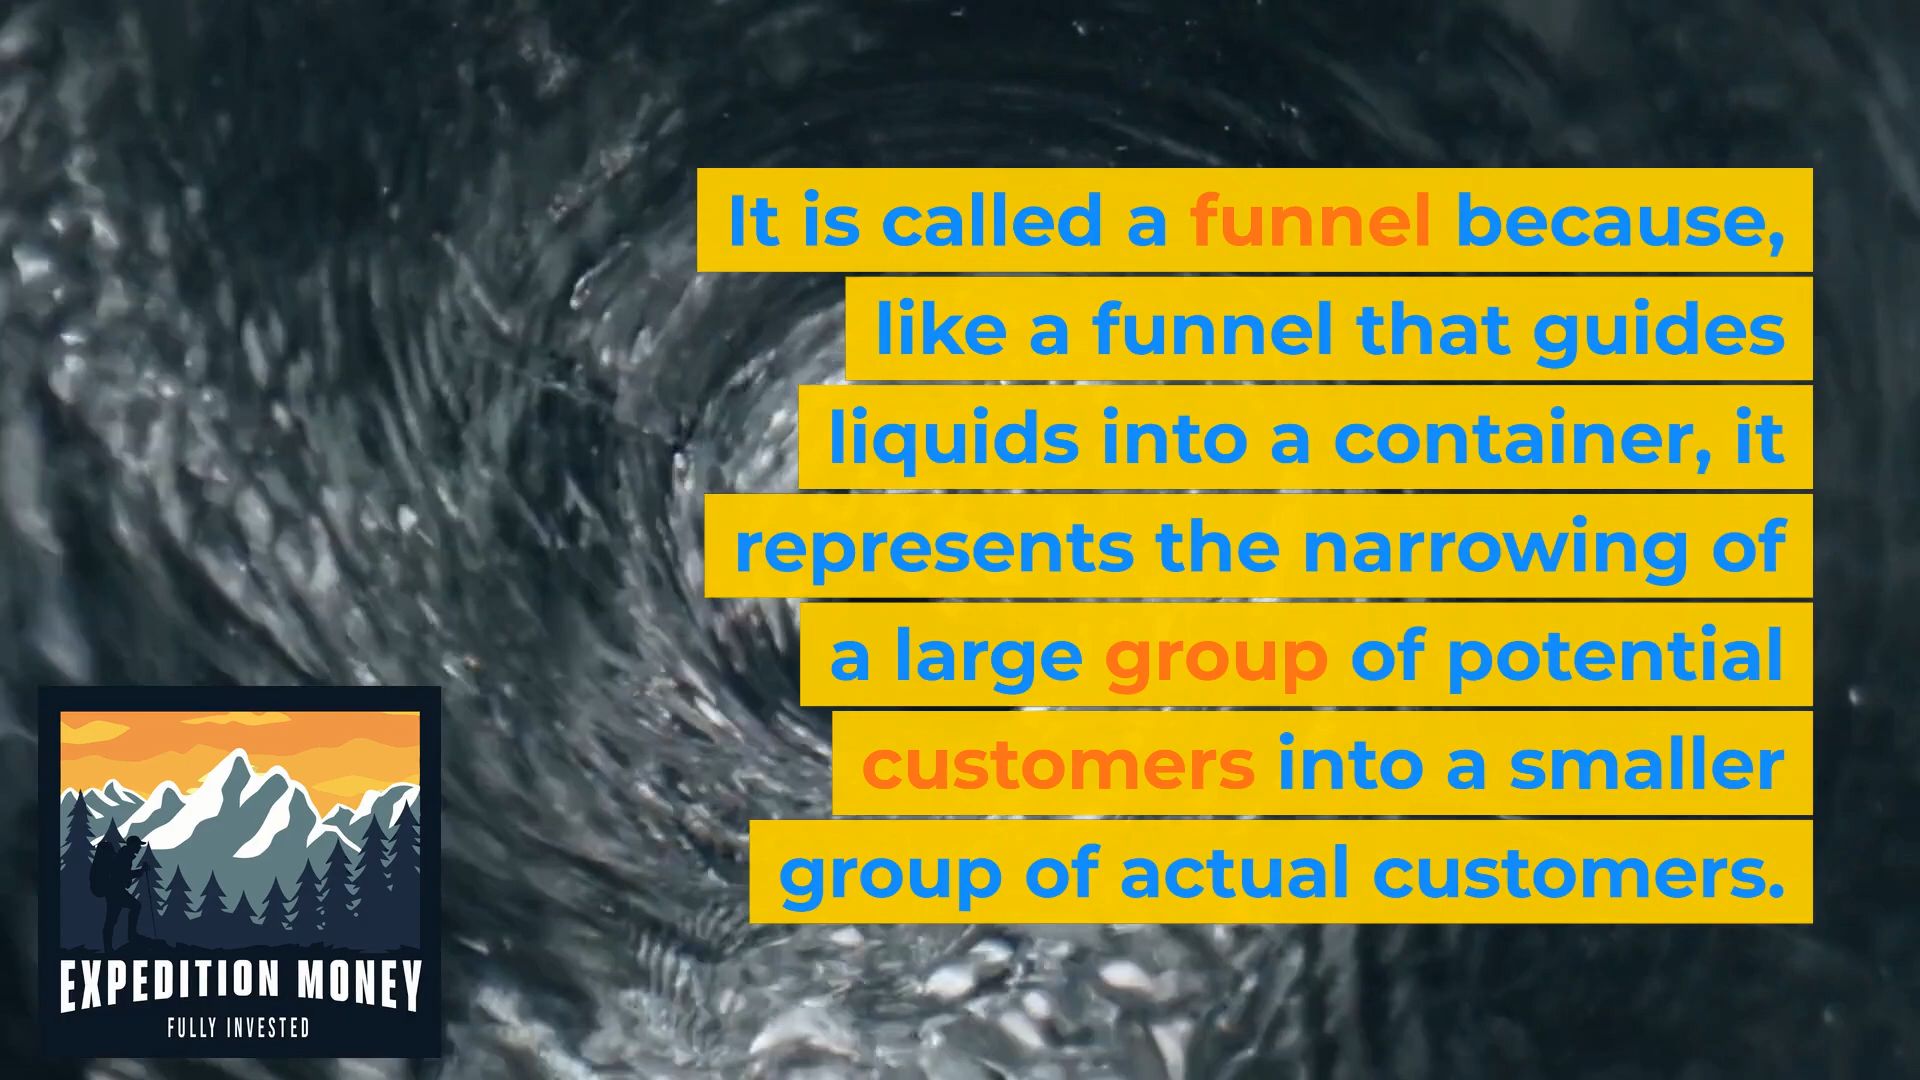 It is called a funnel because,
like a funnel that guides
liquids into a container, it
represents the narrowing of
a large group of potential
customers into a smaller
group of actual customers.
EXPEDITION MONEY
FULLY INVESTED